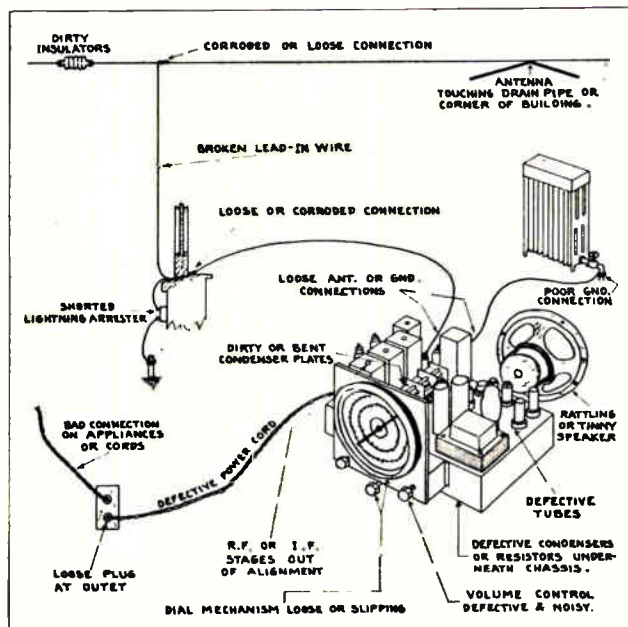 DIRTY
INSULATORS
CORRODED OR LOOSE CONNECTION
ANTENNA
TOUCHING DRAIN PIPE OR
CORNER OF BUILDING.
BROKEN LEAD-IN WIRE
LOOSE OR CORRODED CONNECTION
LOOSE ANT. OR GND.
CONNECTIONS
POOR GND.
CONNECTION
SHORTED
LIGHTNING ARRESTER
DIRTY OR BENT
CONDENSER PLATES
RATTLING
OR TINNY
SPEAKER
BAD CONNECTION
ON APPLIANCES
OR CORDS
DEFECTIVE POWER CORD
DEFECTIVE
TUBES
LOOSE PLUG
AT OUTET
R.F. OR I.F.
STAGES OUT
OF ALIGNMENT
DEFECTIVE CONDENSERS
OR RESISTORS UNDER-
NEATH CHASSIS.
DIAL MECHANISM LOOSE OR SLIPPING
VOLUME CONTROL
DEFECTIVE & NOISY.